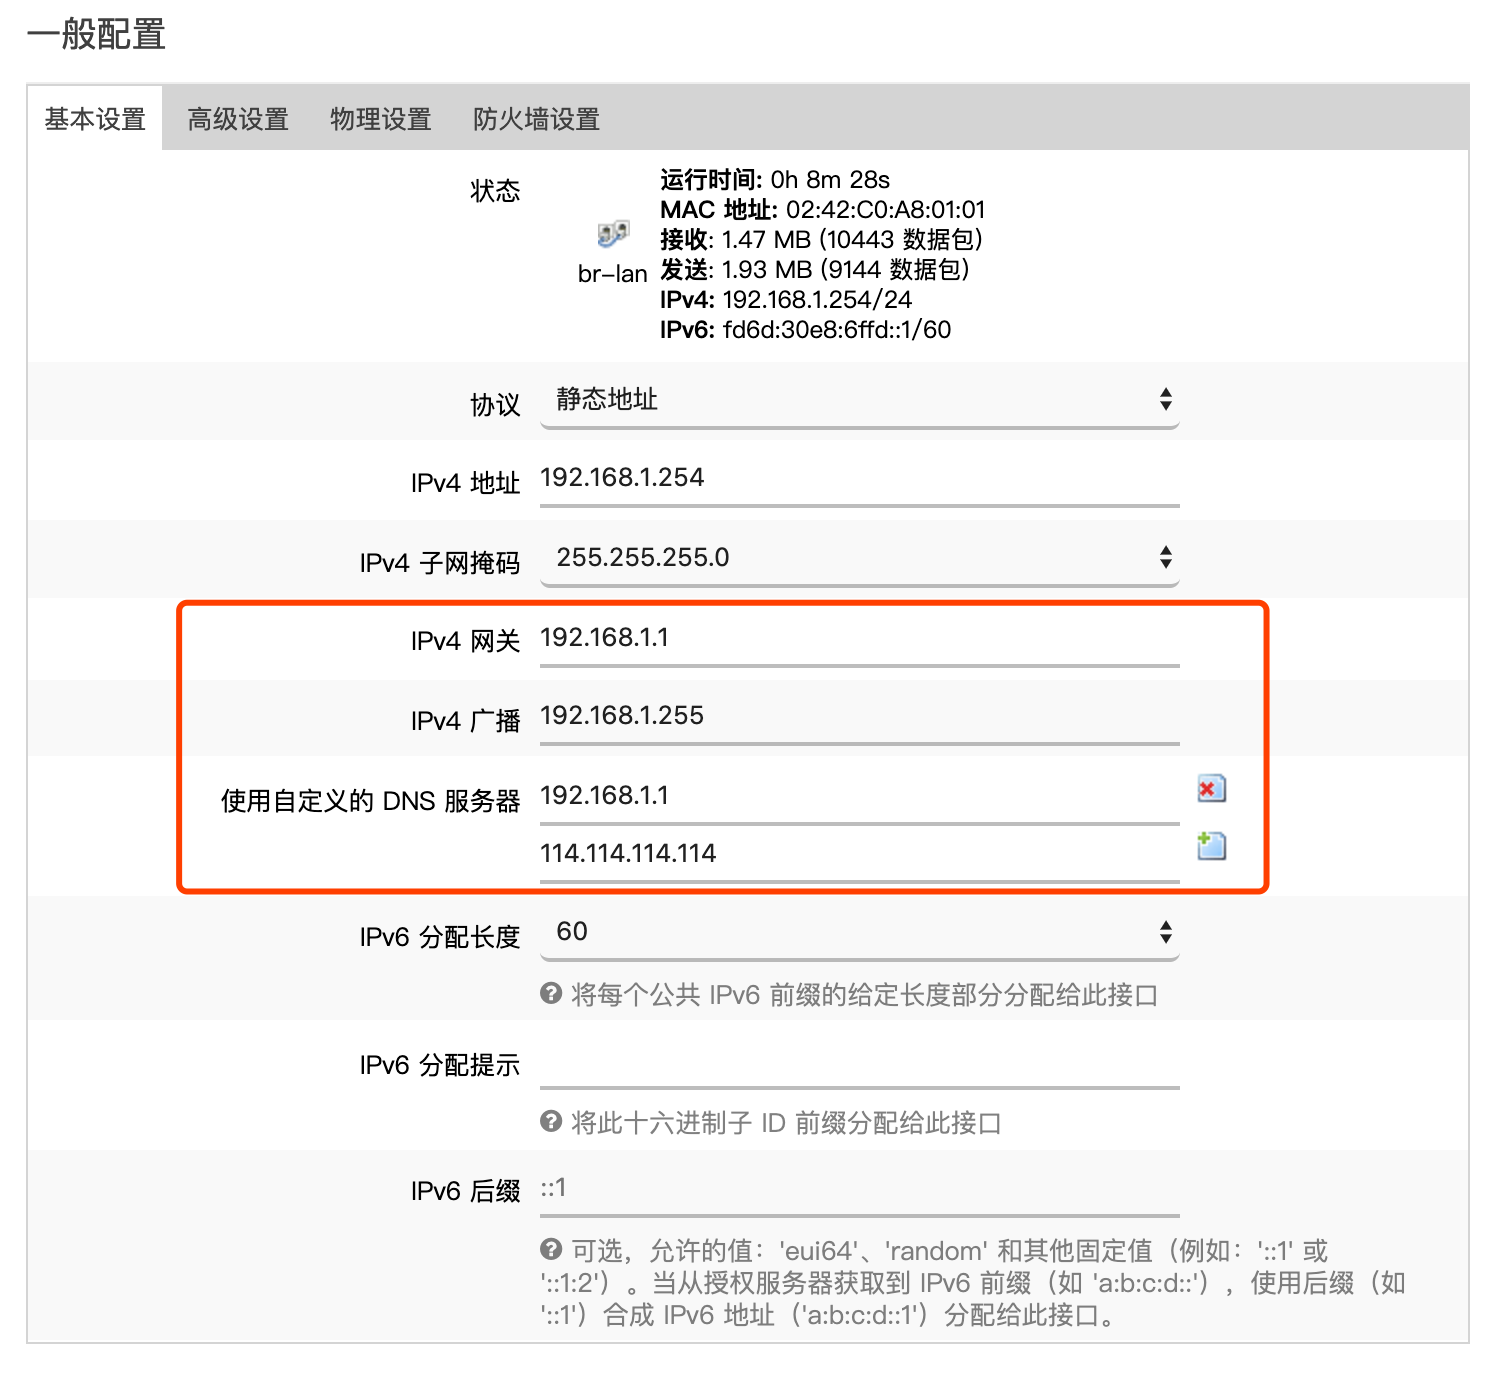 一般配置
基本设置 高级设置 物理设置 防火墙设置
状态
br-lan
运行时间: 0h 8m 28s
MAC 地址: 02:42:C0:A8:01:01
接收: 1.47 MB (10443 数据包)
发送: 1.93 MB (9144 数据包)
IPv4: 192.168.1.254/24
IPv6: fd6d:30e8:6ffd::1/60
协议 静态地址
IPv4 地址 192.168.1.254
IPv4 子网掩码 255.255.255.0
IPv4 网关 192.168.1.1
IPv4 广播 192.168.1.255
使用自定义的 DNS 服务器 192.168.1.1
114.114.114.114
IPv6 分配长度 60
将每个公共 IPv6 前缀的给定长度部分分配给此接口
IPv6 分配提示
将此十六进制子 ID 前缀分配给此接口
IPv6 后缀 ::1
可选，允许的值：'eui64'、'random' 和其他固定值（例如：'::1' 或
'::1:2'）。当从授权服务器获取到 IPv6 前缀（如 'a:b:c:d::'），使用后缀（如
'::1'）合成 IPv6 地址（'a:b:c:d::1'）分配给此接口。